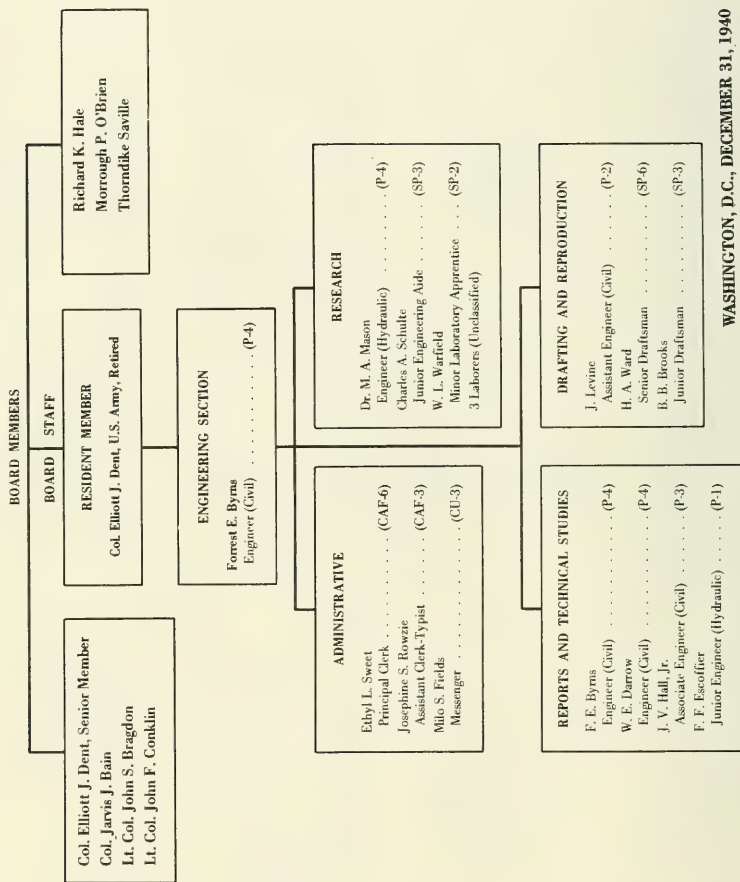 BOARD MEMBERS
Col. Elliott J. Dent, Senior Member
Col. Jarvis J. Bain
Lt. Col. John S. Bragdon
Lt. Col. John F. Conklin
BOARD STAFF
RESIDENT MEMBER
Col. Elliott J. Dent, U.S. Army, Retired
Richard K. Hale
Morrough P. O'Brien
Thorndike Saville
ENGINEERING SECTION
Forrest E. Byrns
Engineer (Civil) . . . . . . . . . . . (P-4)
ADMINISTRATIVE
Ethyl L. Sweet
Principal Clerk . . . . . . . . . . . (CAF-6)
Josephine S. Rowzie
Assistant Clerk-Typist . . . . . . (CAF-3)
Milo S. Fields
Messenger . . . . . . . . . . . . . . (CU-3)
RESEARCH
Dr. M. A. Mason
Engineer (Hydraulic) . . . . . . . . . (P-4)
Charles A. Schulte
Junior Engineering Aide . . . . . . (SP-3)
W. L. Warfield
Minor Laboratory Apprentice . . . (SP-2)
3 Laborers (Unclassified)
REPORTS AND TECHNICAL STUDIES
F. E. Byrns
Engineer (Civil) . . . . . . . . . . . (P-4)
W. E. Darrow
Engineer (Civil) . . . . . . . . . . . (P-4)
J. V. Hall, Jr.
Associate Engineer (Civil) . . . . . (P-3)
F. F. Escoffier
Junior Engineer (Hydraulic) . . . . . (P-1)
DRAFTING AND REPRODUCTION
J. Levine
Assistant Engineer (Civil) . . . . . . (P-2)
H. A. Ward
Senior Draftsman . . . . . . . . . (SP-6)
B. B. Brooks
Junior Draftsman . . . . . . . . . (SP-3)
WASHINGTON, D.C., DECEMBER 31, 1940